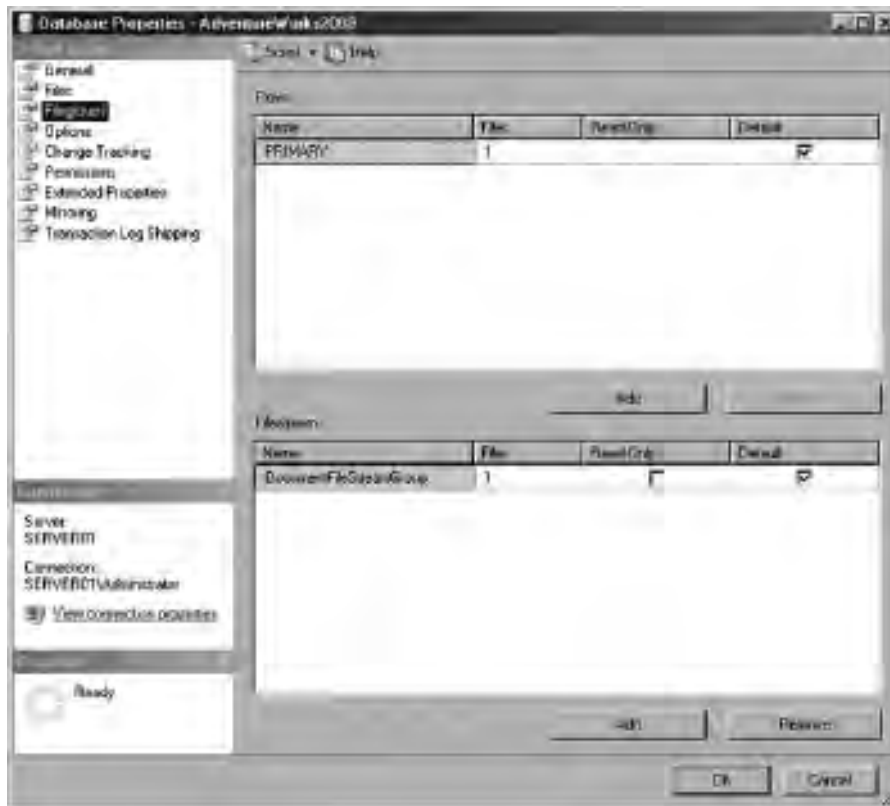 Database Properties - AdventureWorks2008
Script Help
General
Files
Filegroups
Options
Change Tracking
Permissions
Extended Properties
Mirroring
Transaction Log Shipping
Rows
Name Files Read-Only Default
PRIMARY 1
Add
Filestream
Name Files Read-Only Default
DocumentFileStreamGroup 1
Add Remove
Connection
Server:
SERVER01
Connection:
SERVER01\Administrator
View connection properties
Ready
OK Cancel